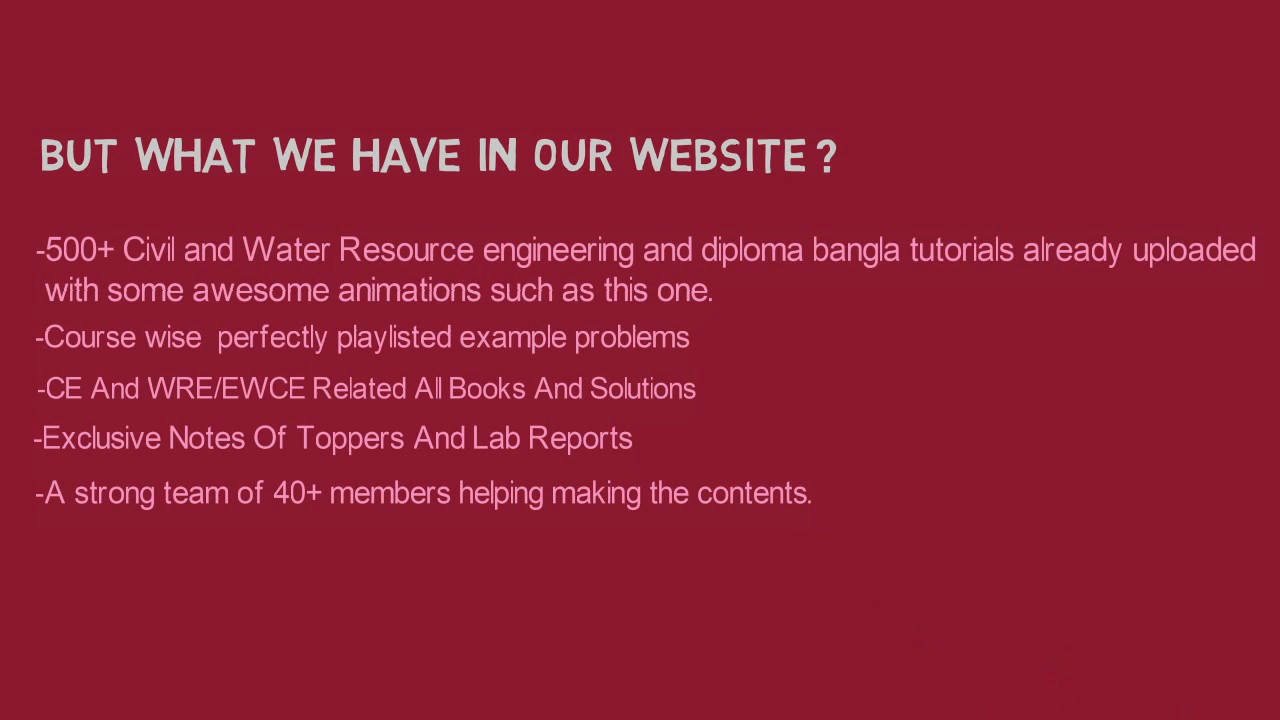 BUT WHAT WE HAVE IN OUR WEBSITE ?
-500+ Civil and Water Resource engineering and diploma bangla tutorials already uploaded
with some awesome animations such as this one.
-Course wise perfectly playlisted example problems
-CE And WRE/EWCE Related All Books And Solutions
-Exclusive Notes Of Toppers And Lab Reports
-A strong team of 40+ members helping making the contents.